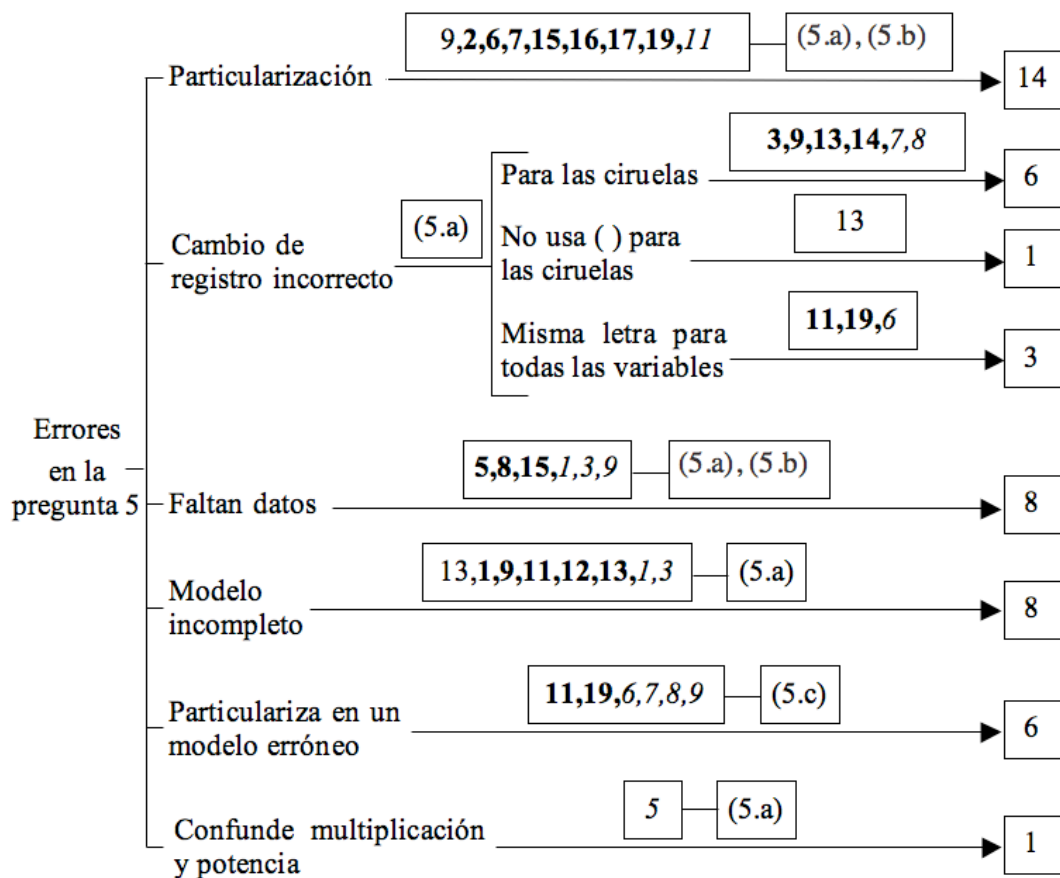 9,2,6,7,15,16,17,19,11
(5.a), (5.b)
Particularización
14
3,9,13,14,7,8
Para las ciruelas
6
(5.a)
13
Cambio de
registro incorrecto
No usa ( ) para
las ciruelas
1
11,19,6
Misma letra para
todas las variables
3
Errores
en la
pregunta 5
5,8,15,1,3,9
(5.a), (5.b)
Faltan datos
8
13,1,9,11,12,13,1,3
(5.a)
Modelo
incompleto
8
11,19,6,7,8,9
(5.c)
Particulariza en un
modelo erróneo
6
5
(5.a)
Confunde multiplicación
y potencia
1